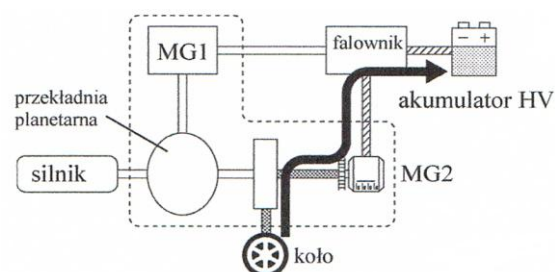 MG1
falownik
− +
akumulator HV
przekładnia
planetarna
silnik
MG2
koło